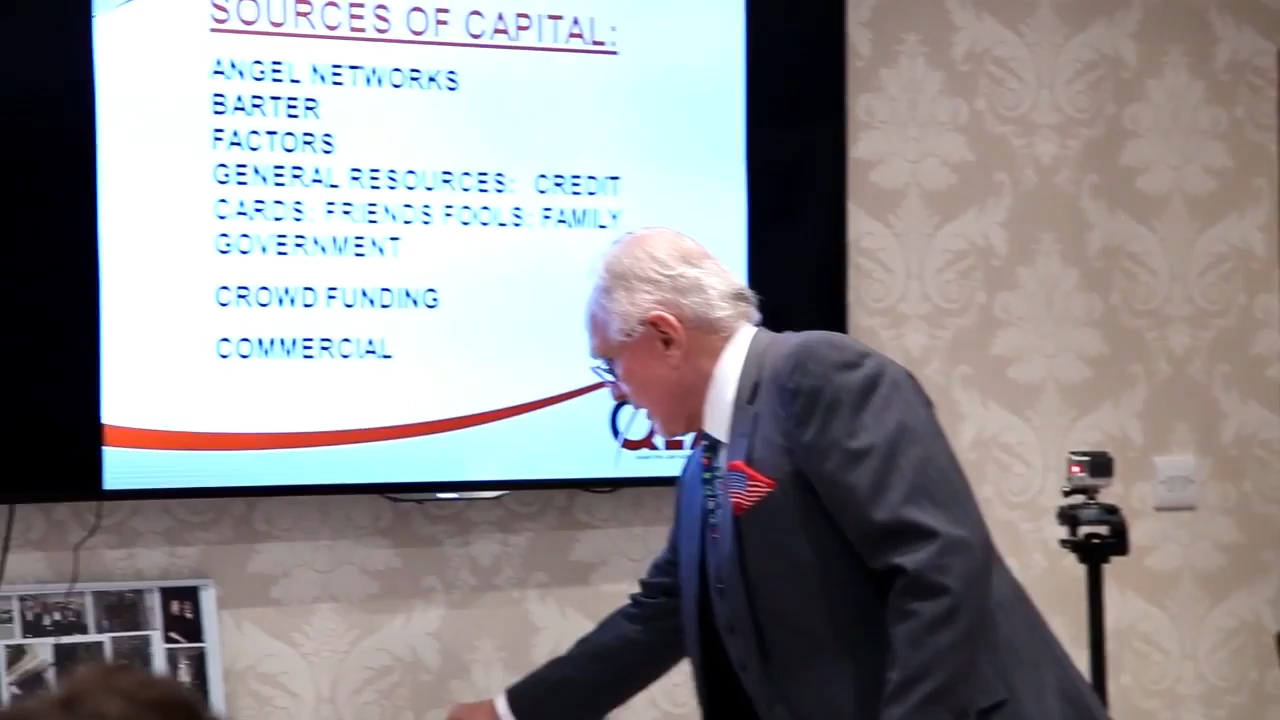 SOURCES OF CAPITAL:
ANGEL NETWORKS
BARTER
FACTORS
GENERAL RESOURCES: CREDIT
CARDS: FRIENDS FOOLS: FAMILY
GOVERNMENT
CROWD FUNDING
COMMERCIAL